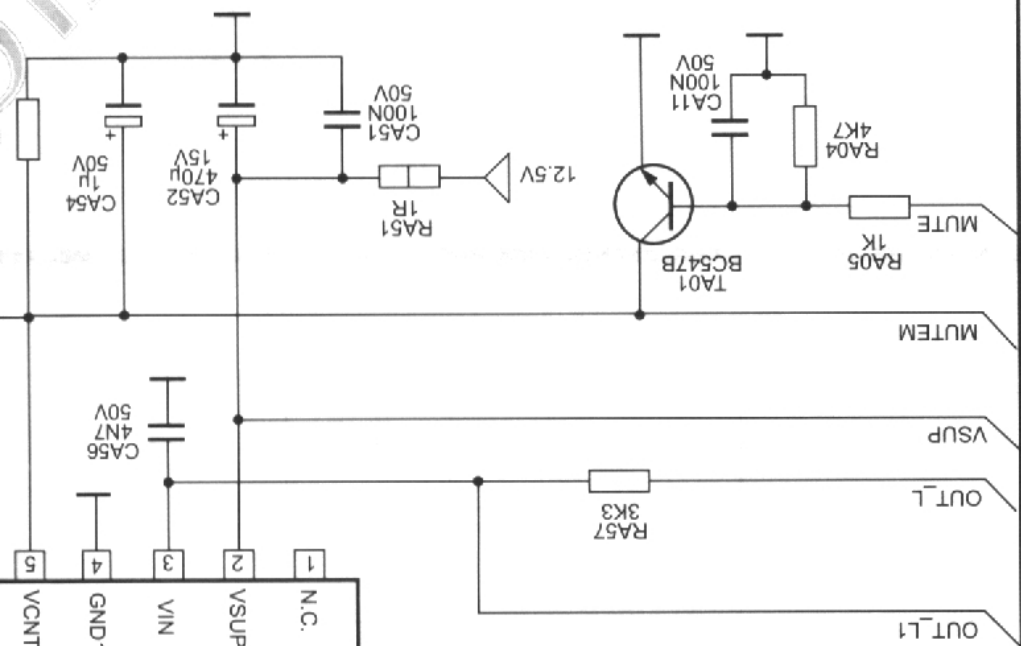 OUT_L1
N.C.
VSUP
VIN
GND
VCNT
1
2
3
4
5
RA57
3K3
OUT_L
CA56
4N7
50V
VSUP
MUTEM
TA01
BC547B
RA05
1K
MUTE
RA51
1R
12.5V
CA52
470µ
15V
CA54
1µ
50V
RA04
4K7
CA11
100N
50V
CA51
100N
50V
+
+